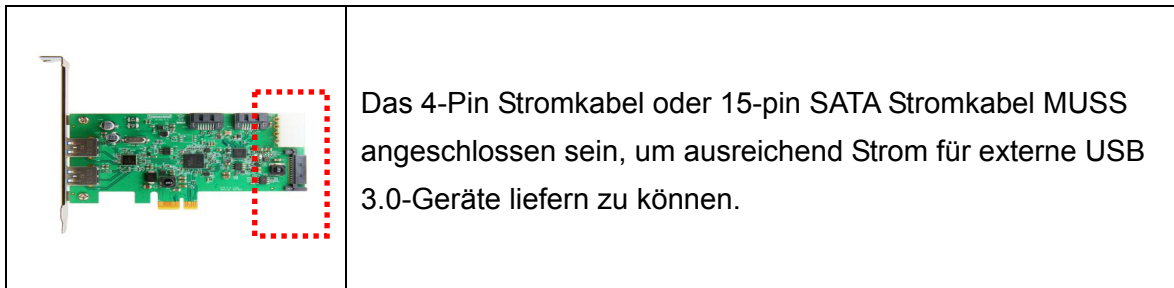 Das 4-Pin Stromkabel oder 15-pin SATA Stromkabel MUSS
angeschlossen sein, um ausreichend Strom für externe USB
3.0-Geräte liefern zu können.